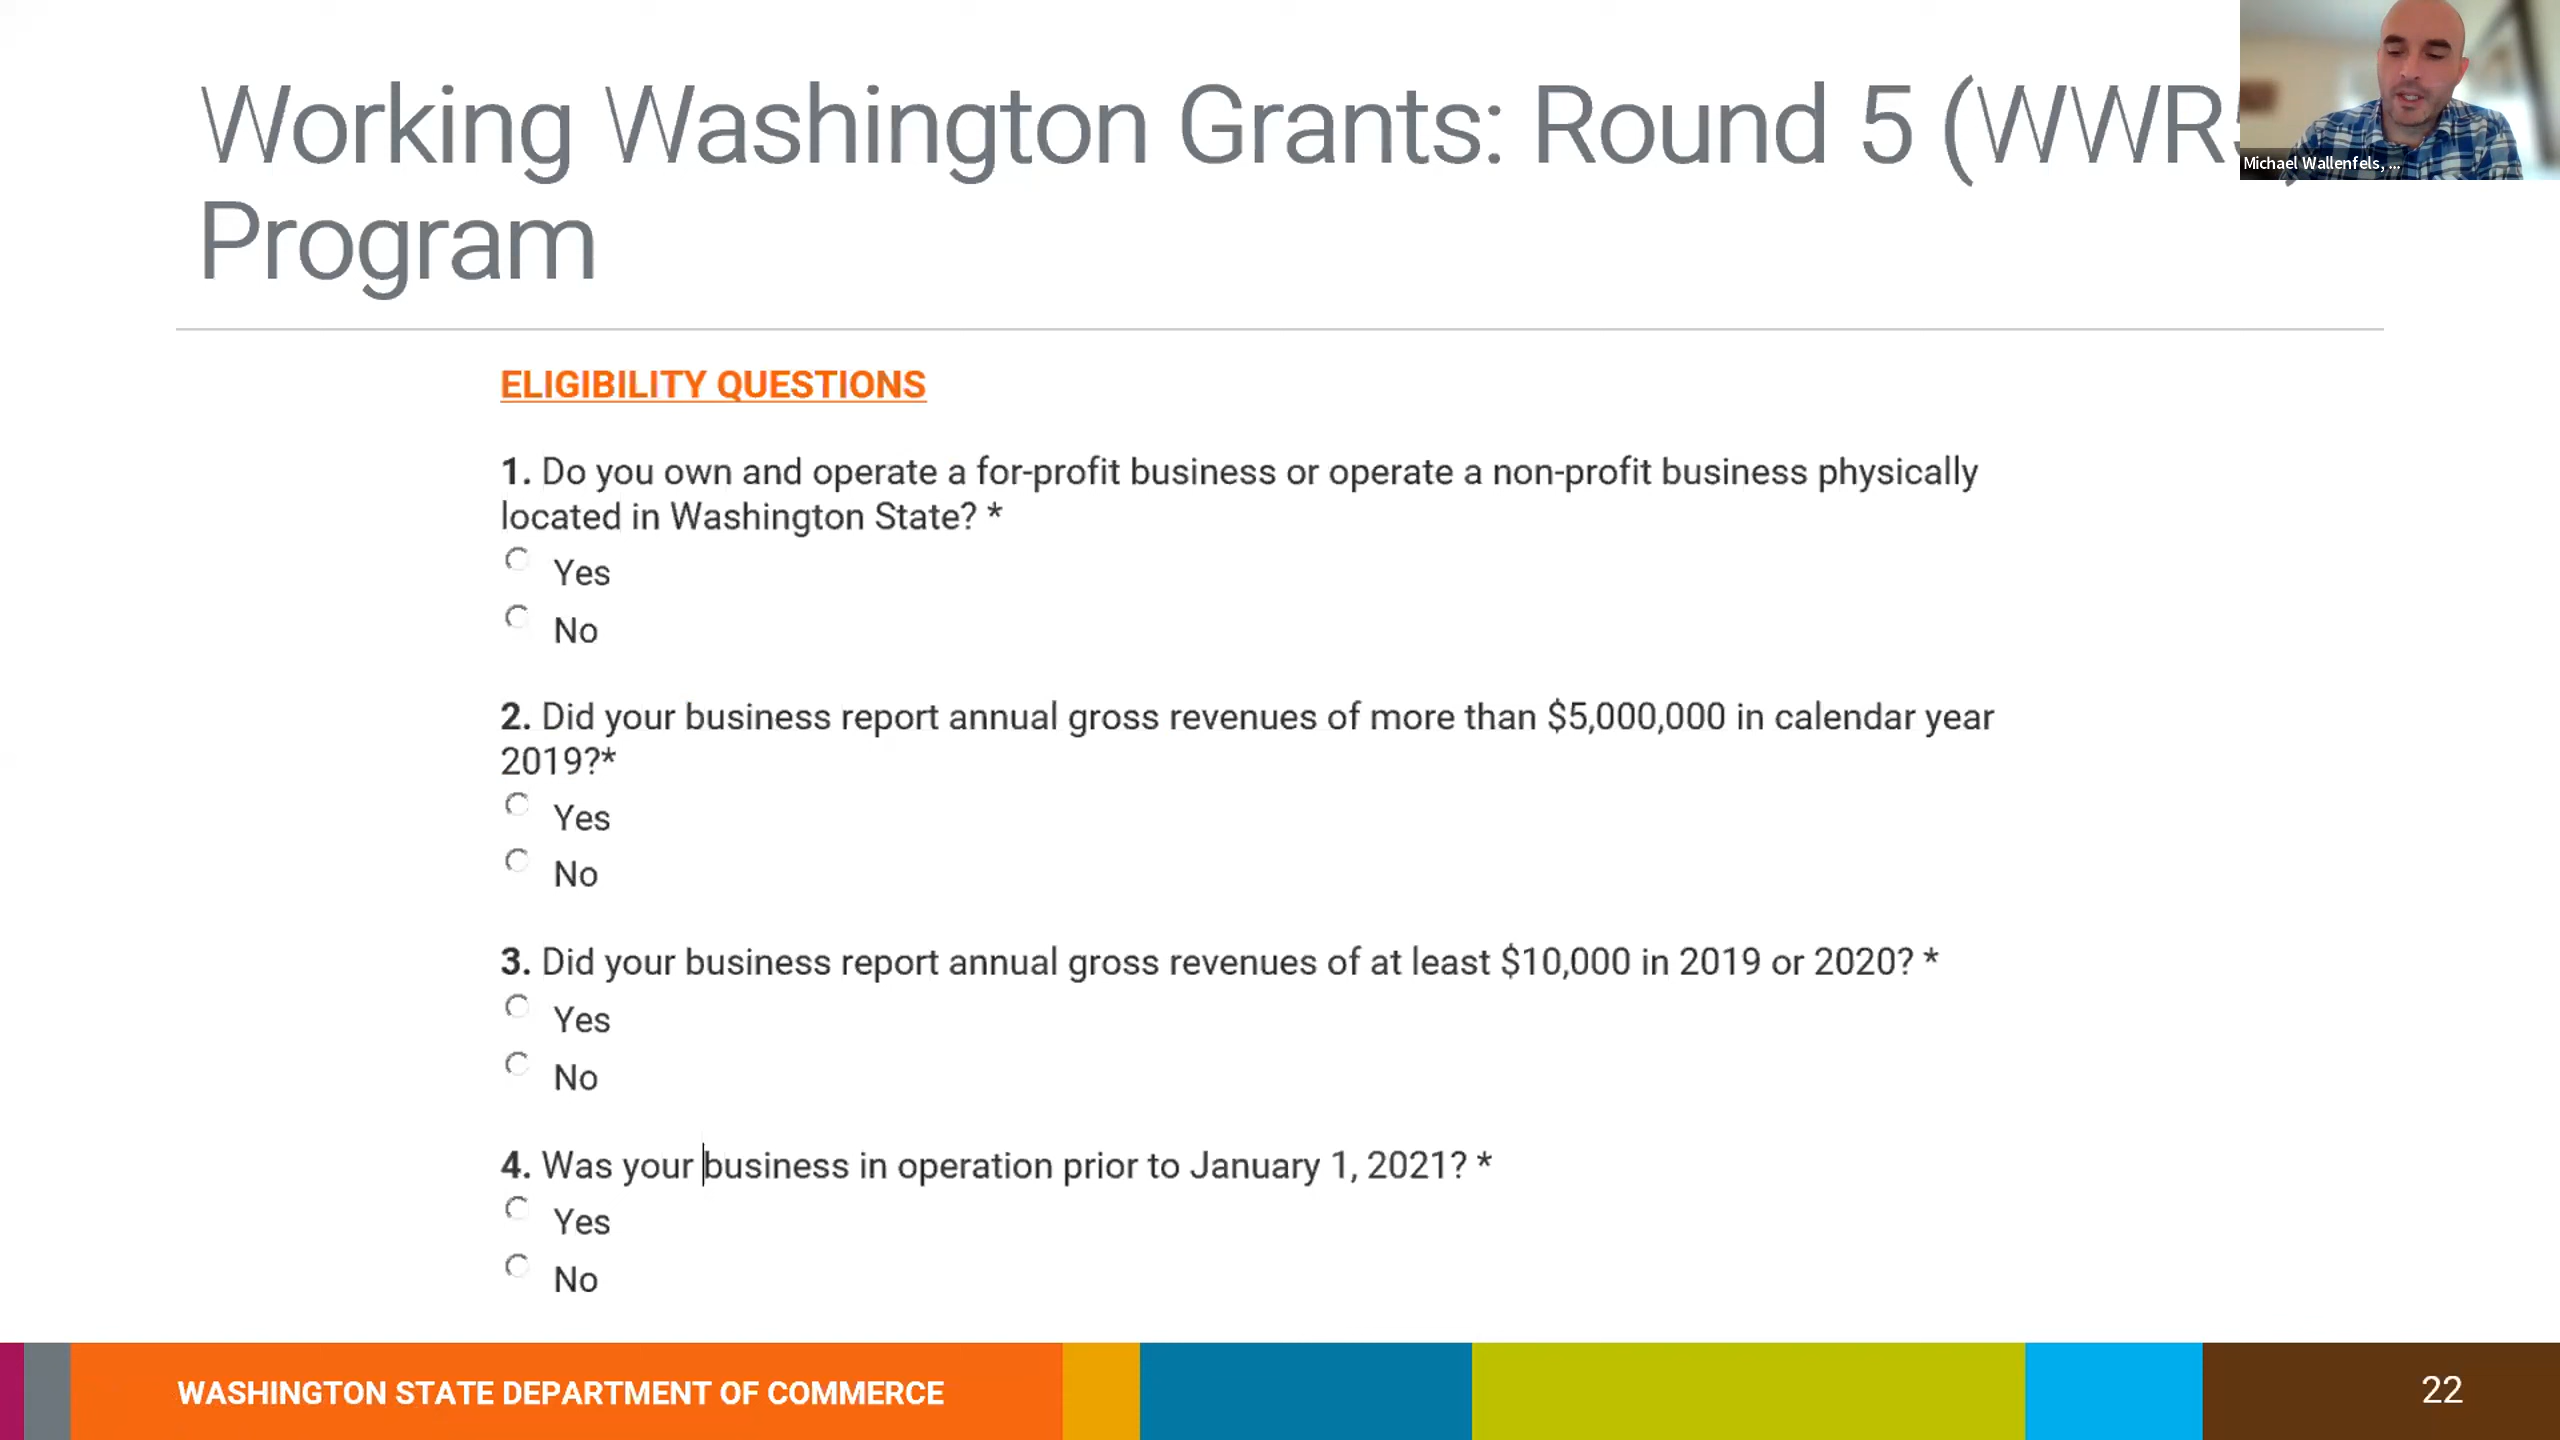 Working Washington Grants: Round 5 (WWR5
Program
Michael Wallenfels, ...
ELIGIBILITY QUESTIONS
1. Do you own and operate a for-profit business or operate a non-profit business physically
located in Washington State? *
Yes
No
2. Did your business report annual gross revenues of more than $5,000,000 in calendar year
2019?*
Yes
No
3. Did your business report annual gross revenues of at least $10,000 in 2019 or 2020? *
Yes
No
4. Was your business in operation prior to January 1, 2021? *
Yes
No
WASHINGTON STATE DEPARTMENT OF COMMERCE
22